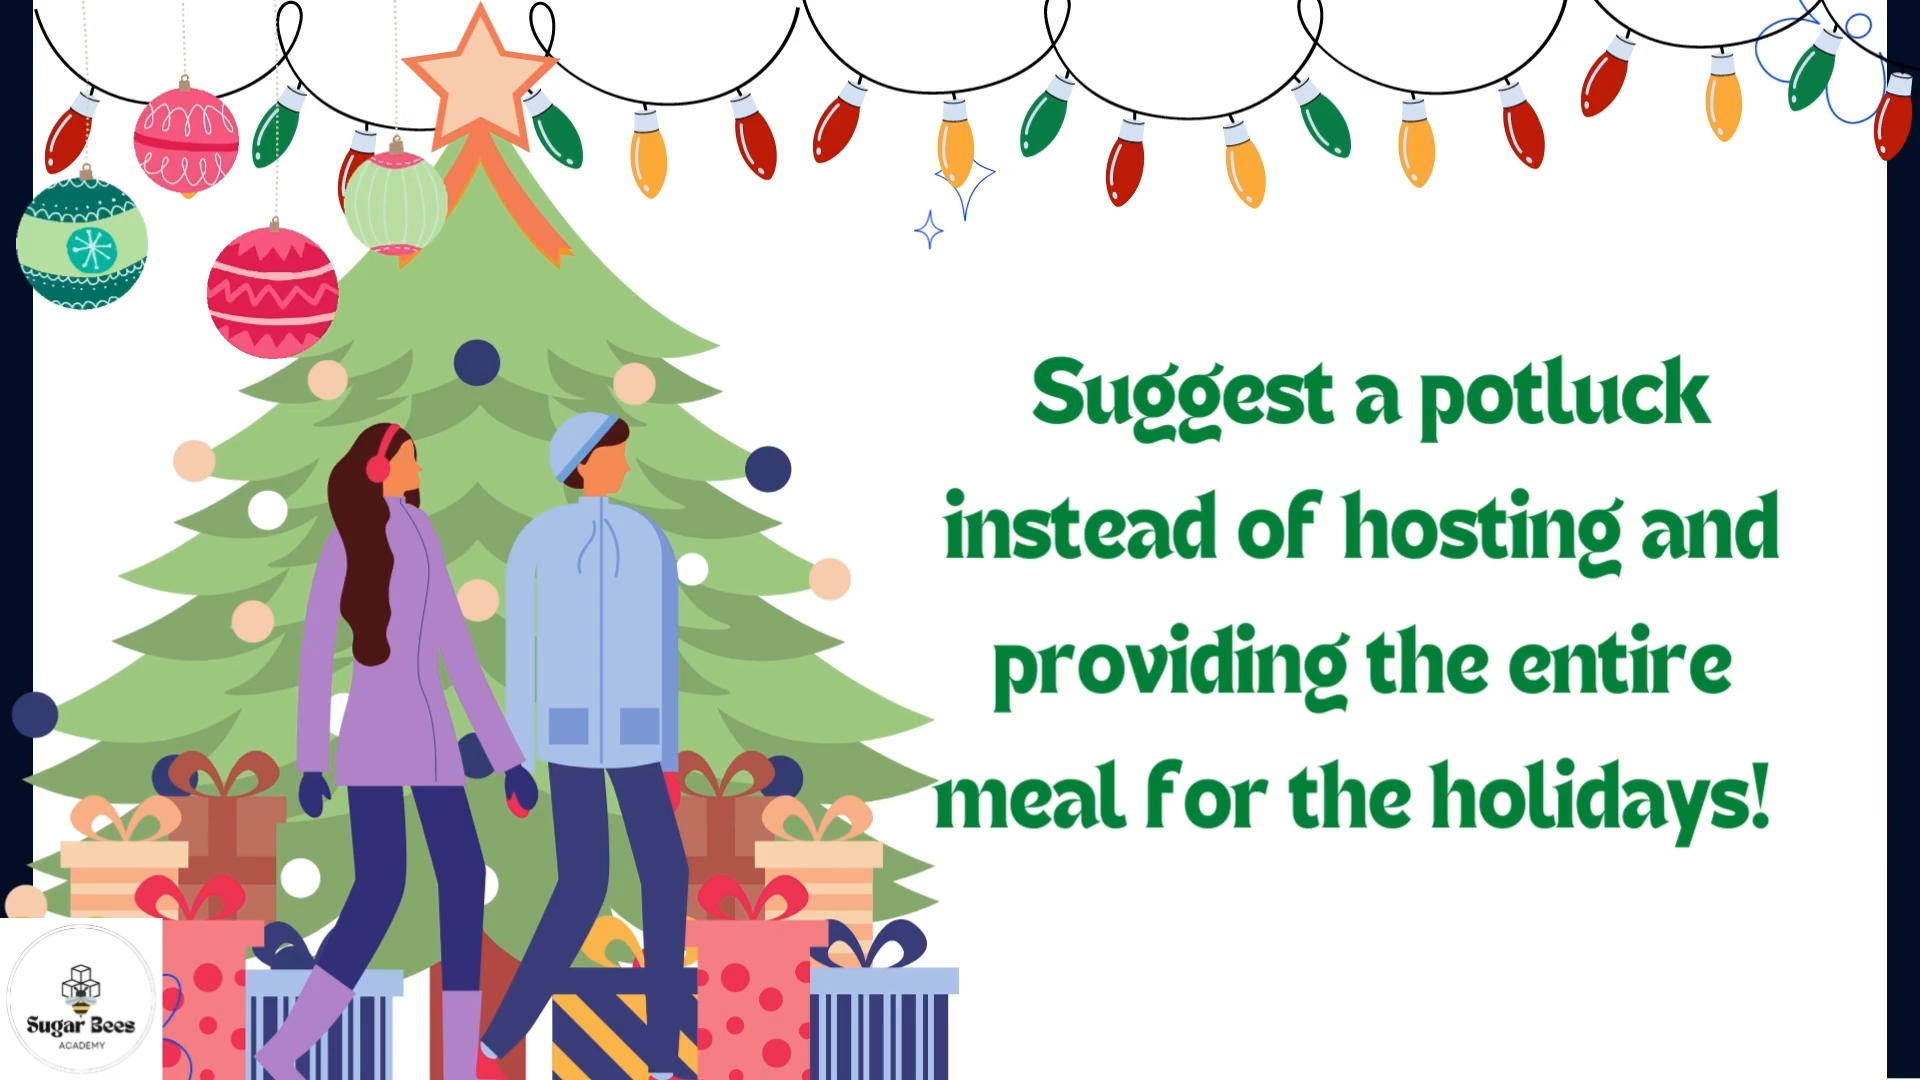 Suggest a potluck
instead of hosting and
providing the entire
meal for the holidays!
Sugar Bees
ACADEMY